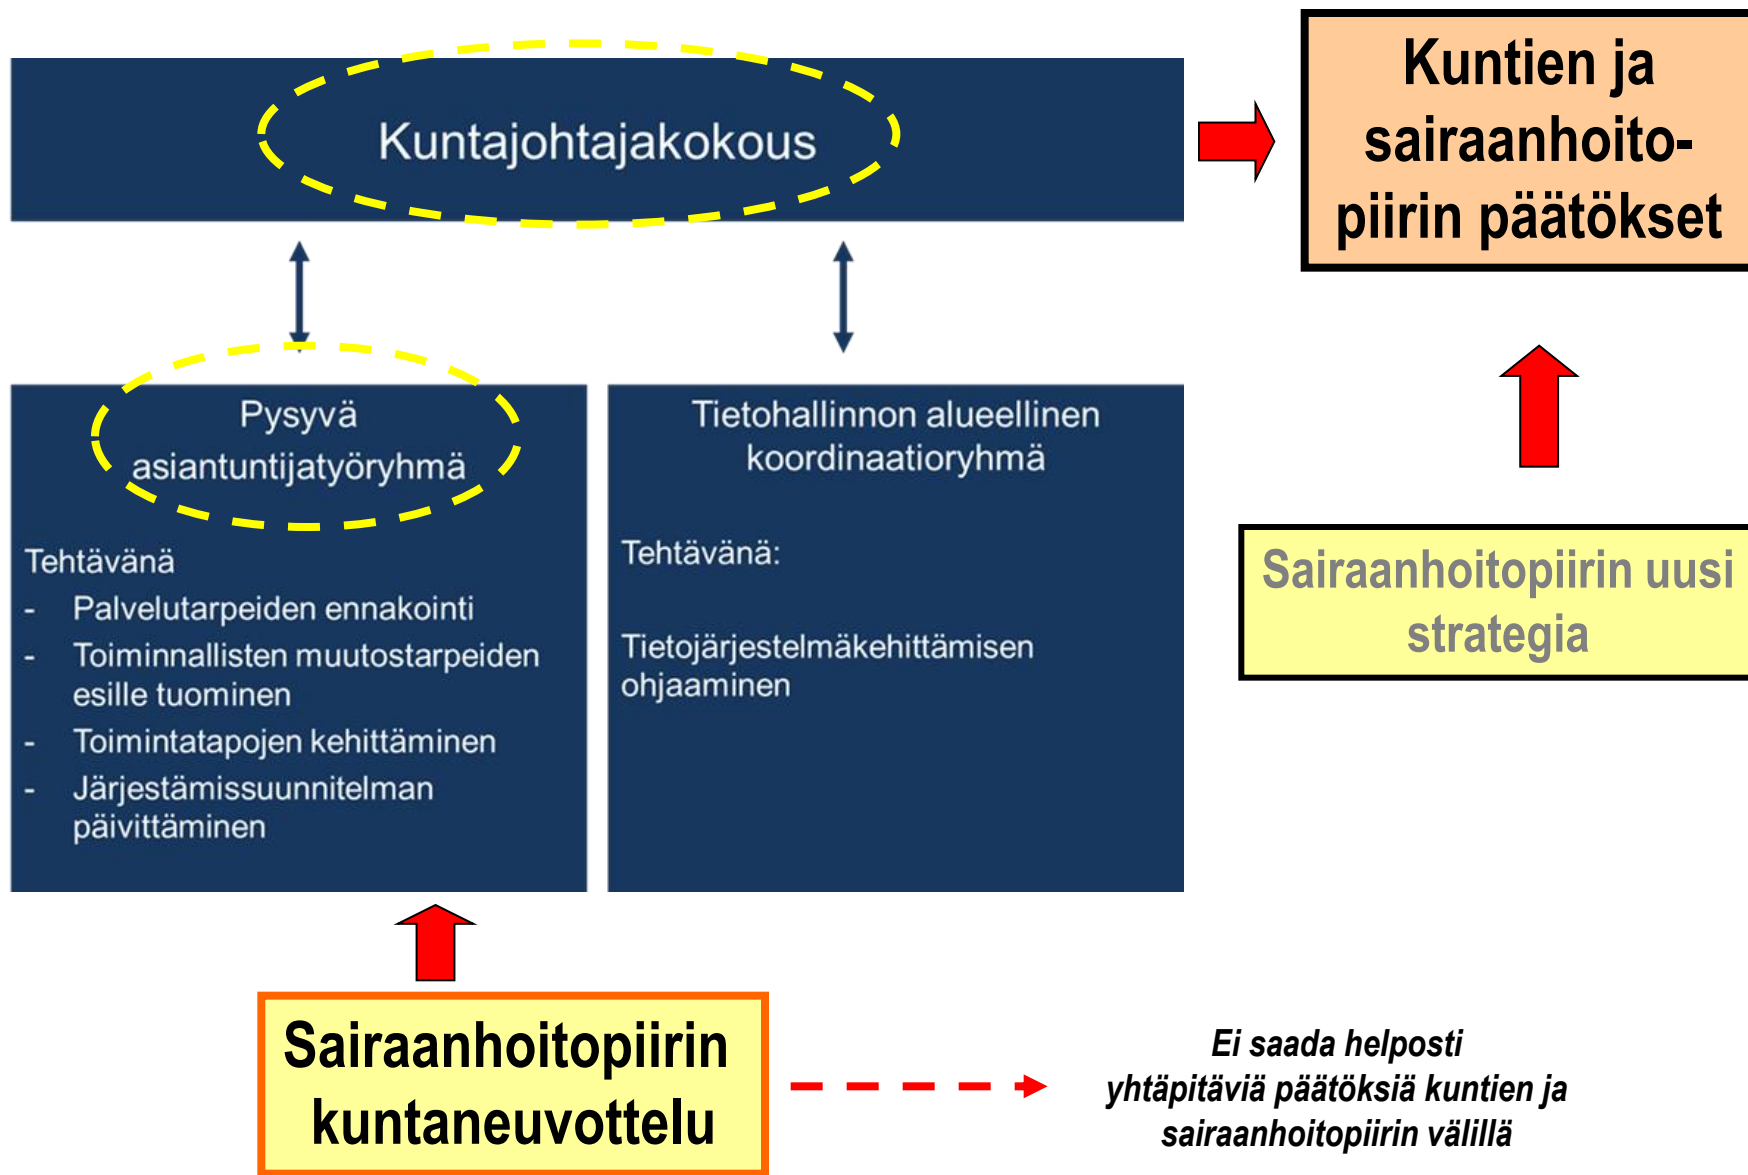 Kuntajohtajakokous
Kuntien ja
sairaanhoito-
piirin päätökset
Pysyvä
asiantuntijatyöryhmä
Tehtävänä
- Palvelutarpeiden ennakointi
- Toiminnallisten muutostarpeiden
esille tuominen
- Toimintatapojen kehittäminen
- Järjestämissuunnitelman
päivittäminen
Tietohallinnon alueellinen
koordinaatioryhmä
Tehtävänä:
Tietojärjestelmäkehittämisen
ohjaaminen
Sairaanhoitopiirin uusi
strategia
Sairaanhoitopiirin
kuntaneuvottelu
Ei saada helposti
yhtäpitäviä päätöksiä kuntien ja
sairaanhoitopiirin välillä